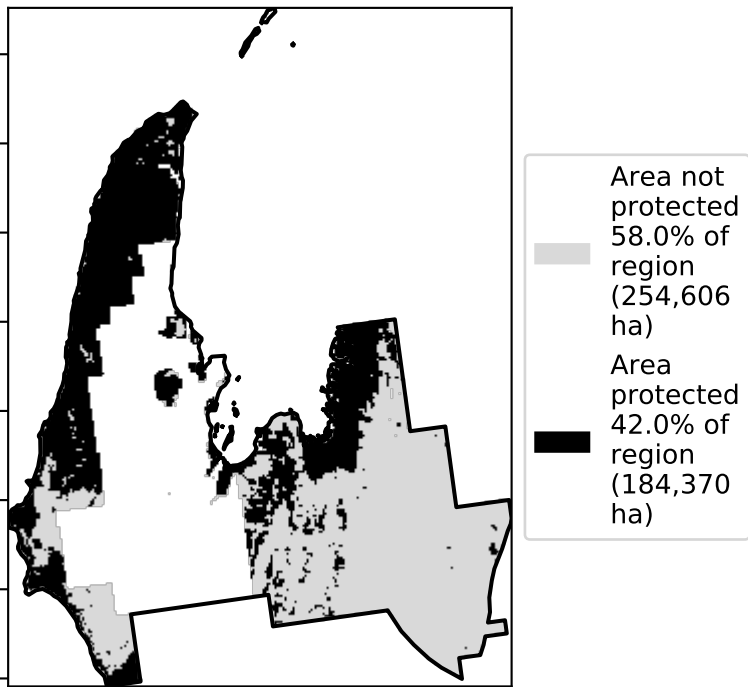 Area not
protected
58.0% of
region
(254,606
ha)
Area
protected
42.0% of
region
(184,370
ha)